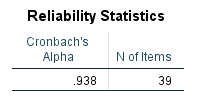 Reliability Statistics
Cronbach's
Alpha N of Items
.938 39